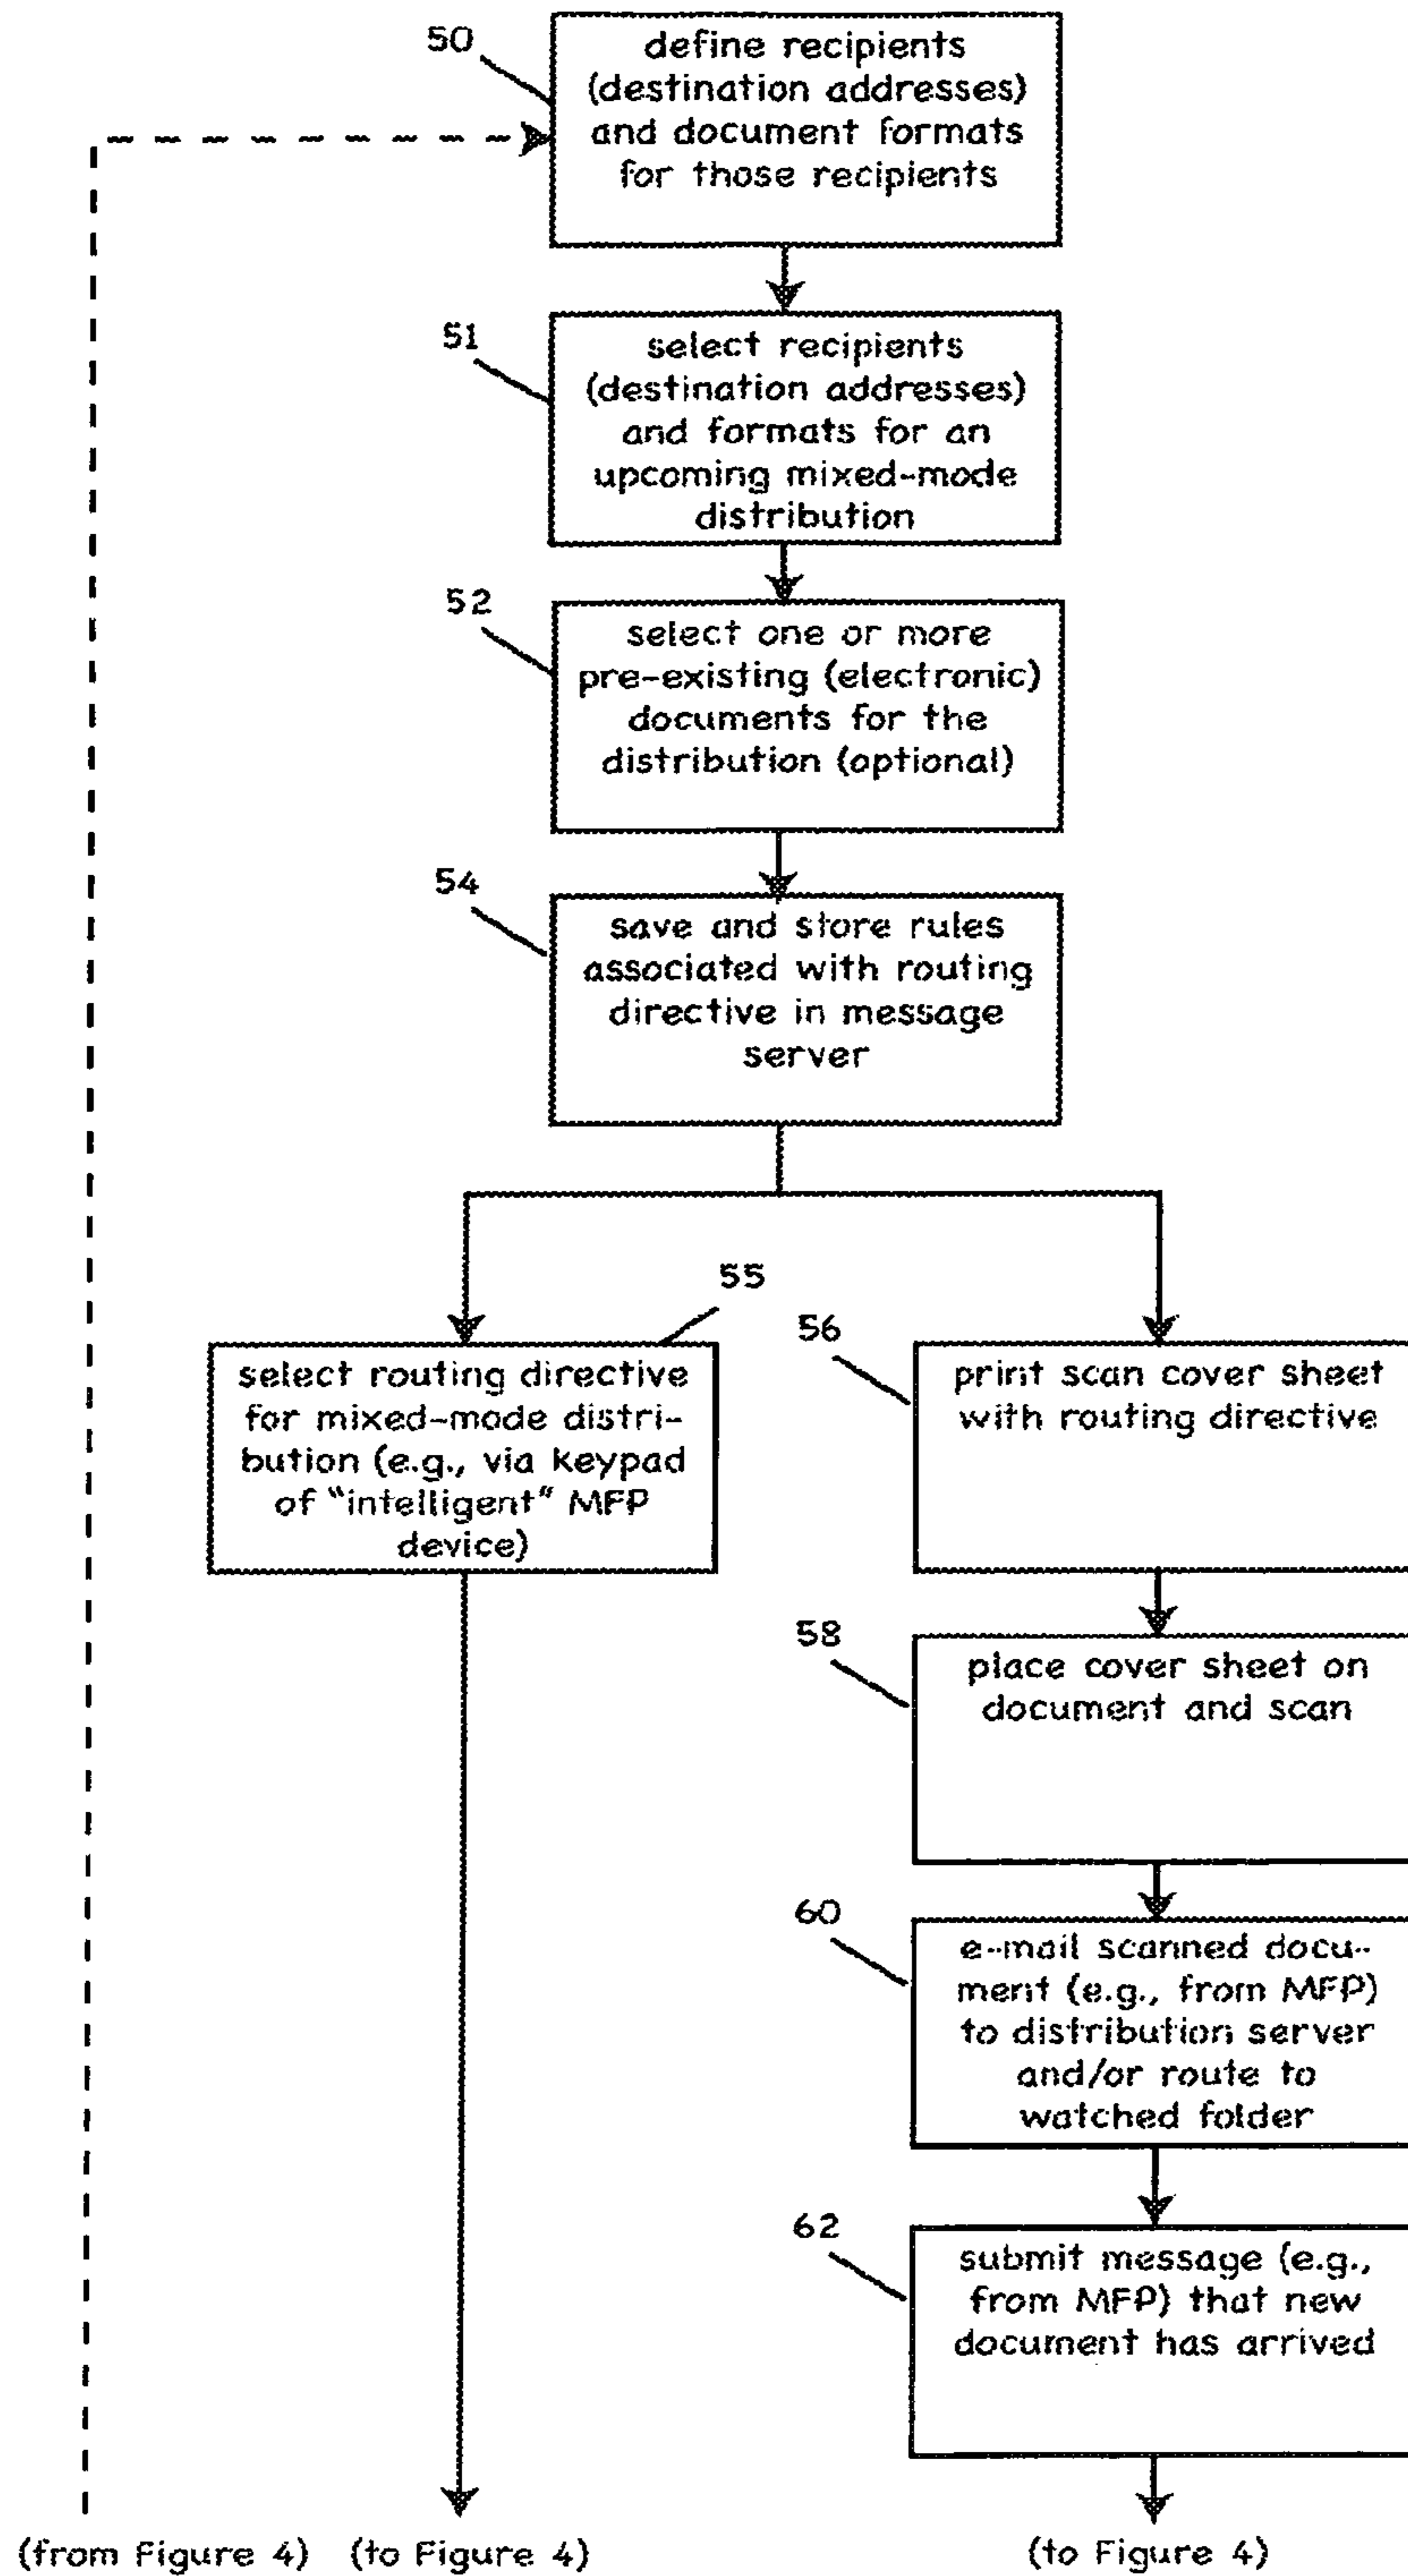 50
define recipients
(destination addresses)
and document formats
for those recipients
51
select recipients
(destination addresses)
and formats for an
upcoming mixed-mode
distribution
52
select one or more
pre-existing (electronic)
documents for the
distribution (optional)
54
save and store rules
associated with routing
directive in message
server
55
select routing directive
for mixed-mode distri-
bution (e.g., via keypad
of "intelligent" MFP
device)
56
print scan cover sheet
with routing directive
58
place cover sheet on
document and scan
60
e-mail scanned docu-
ment (e.g., from MFP)
to distribution server
and/or route to
watched folder
62
submit message (e.g.,
from MFP) that new
document has arrived
(from Figure 4) (to Figure 4) (to Figure 4)